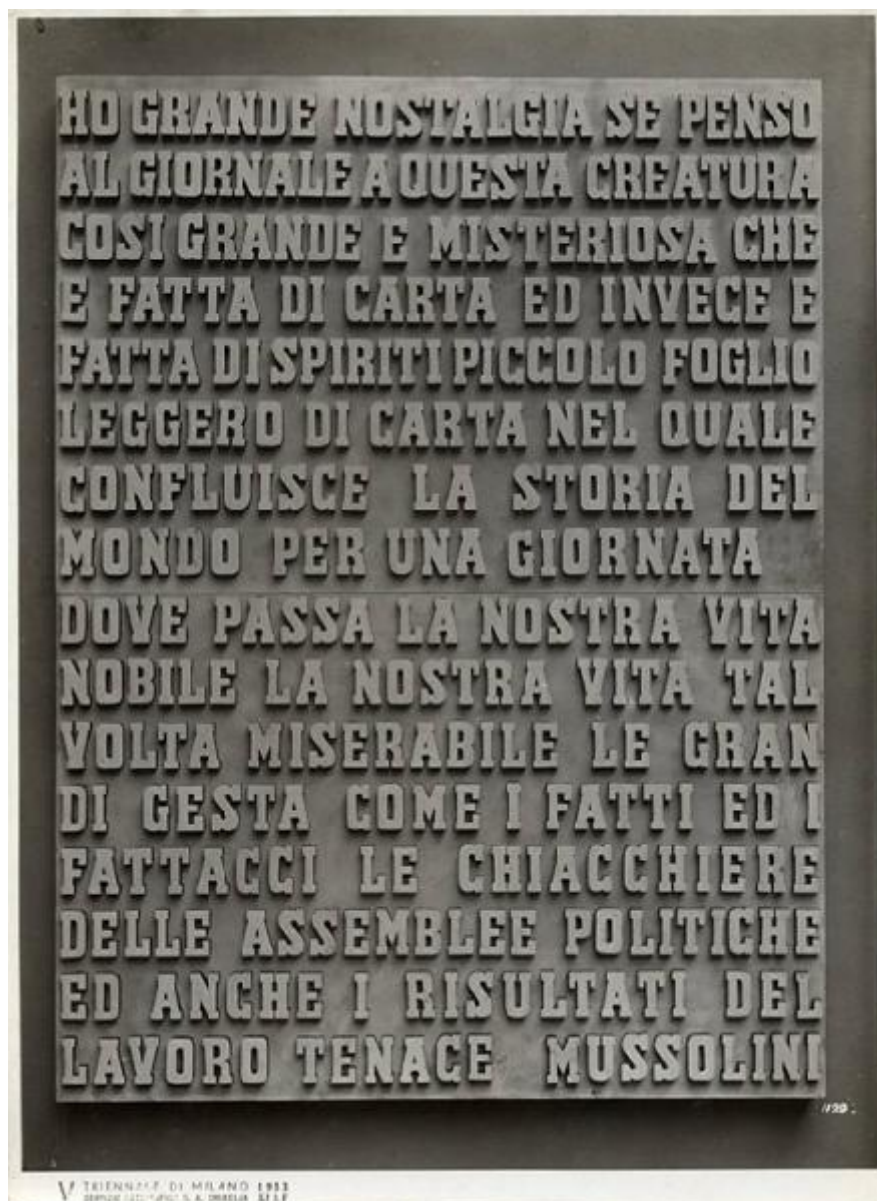 HO GRANDE NOSTALGIA SE PENSO
AL GIORNALE A QUESTA CREATURA
COSI GRANDE E MISTERIOSA CHE
E FATTA DI CARTA ED INVECE E
FATTA DI SPIRITI PICCOLO FOGLIO
LEGGERO DI CARTA NEL QUALE
CONFLUISCE LA STORIA DEL
MONDO PER UNA GIORNATA
DOVE PASSA LA NOSTRA VITA
NOBILE LA NOSTRA VITA TAL
VOLTA MISERABILE LE GRAN
DI GESTA COME I FATTI ED I
FATTACCI LE CHIACCHIERE
DELLE ASSEMBLEE POLITICHE
ED ANCHE I RISULTATI DEL
LAVORO TENACE MUSSOLINI
V TRIENNALE DI MILANO 1933